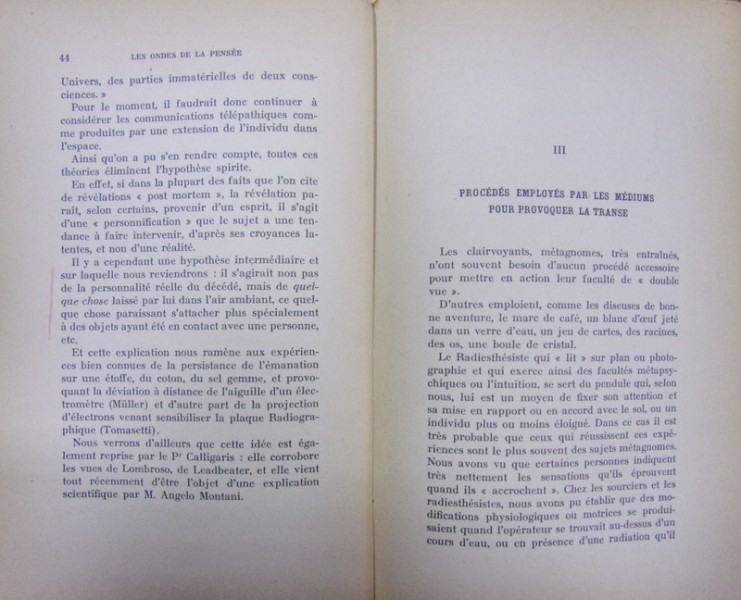 44 LES ONDES DE LA PENSÉE
Univers, des parties immatérielles de deux cons-
ciences. »
Pour le moment, il faudrait donc continuer à
considérer les communications télépathiques com-
me produites par une extension de l'individu dans
l'espace.
Ainsi qu'on a pu s'en rendre compte, toutes ces
théories éliminent l'hypothèse spirite.
En effet, si dans la plupart des faits que l'on cite
de révélations « post mortem », la révélation pa-
raît, selon certains, provenir d'un esprit, il s'agit
d'une « personnification » que le sujet a une ten-
dance à faire intervenir, d'après ses croyances la-
tentes, et non d'une réalité.
Il y a cependant une hypothèse intermédiaire et
sur laquelle nous reviendrons : il s'agirait non pas
de la personnalité réelle du décédé, mais de quel-
que chose laissé par lui dans l'air ambiant, ce quel-
que chose paraissant s'attacher plus spécialement
à des objets ayant été en contact avec une personne,
etc.
Et cette explication nous ramène aux expérien-
ces bien connues de la persistance de l'émanation
sur une étoffe, du coton, du sel gemme, et provo-
quant la déviation à distance de l'aiguille d'un élec-
tromètre (Müller) et d'autre part de la projection
d'électrons venant sensibiliser la plaque Radiogra-
phique (Tomasetti).
Nous verrons d'ailleurs que cette idée est éga-
lement reprise par le Pr Calligaris : elle corrobore
les vues de Lombroso, de Leadbeater, et elle vient
tout récemment d'être l'objet d'une explication
scientifique par M. Angelo Montani.
III
PROCÉDÉS EMPLOYÉS PAR LES MÉDIUMS
POUR PROVOQUER LA TRANSE
Les clairvoyants, métagnomes, très entraînés,
n'ont souvent besoin d'aucun procédé accessoire
pour mettre en action leur faculté de « double
vue ».
D'autres emploient, comme les diseuses de bon-
ne aventure, le marc de café, un blanc d'œuf jeté
dans un verre d'eau, un jeu de cartes, des racines,
des os, une boule de cristal.
Le Radiesthésiste qui « lit » sur plan ou photo-
graphie et qui exerce ainsi des facultés métapsy-
chiques ou l'intuition, se sert du pendule qui, selon
nous, lui est un moyen de fixer son attention et
sa mise en rapport ou en accord avec le sol, ou un
individu plus ou moins éloigné. Dans ce cas il est
très probable que ceux qui réussissent ces expé-
riences sont le plus souvent des sujets métagnomes.
Nous avons vu que certaines personnes indiquent
très nettement les sensations qu'ils éprouvent
quand ils « accrochent ». Chez les sourciers et les
radiesthésistes, nous avons pu établir que des mo-
difications physiologiques ou motrices se produi-
saient quand l'opérateur se trouvait au-dessus d'un
cours d'eau, ou en présence d'une radiation qu'il